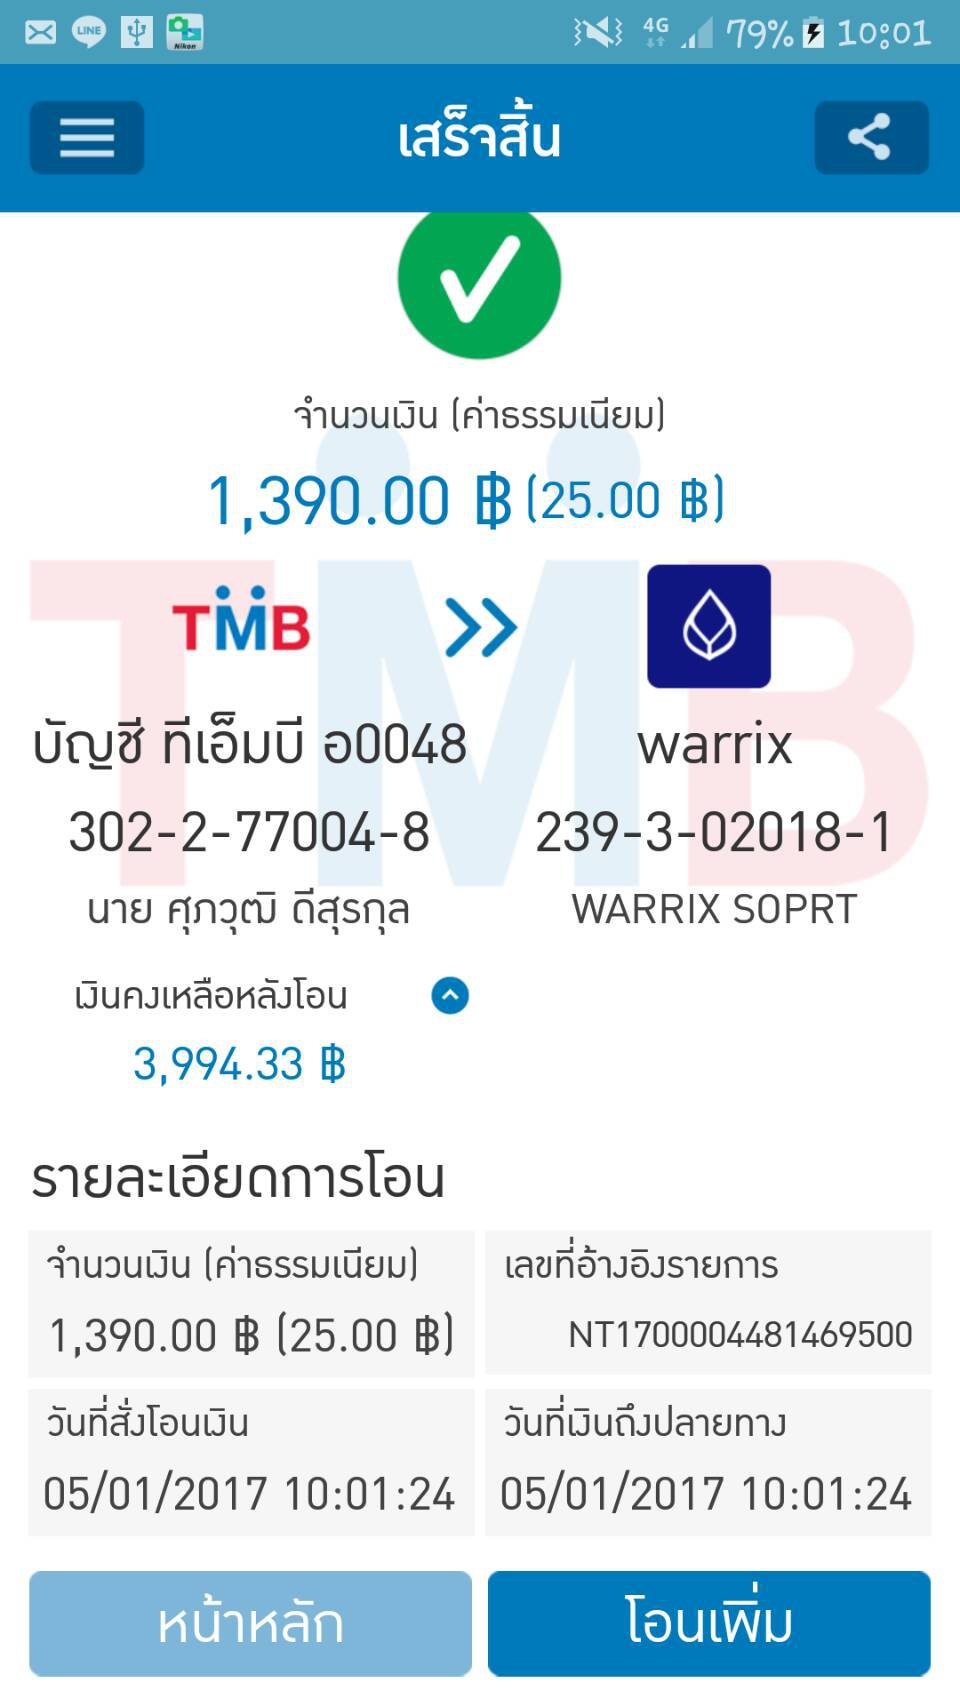 LINE
Nikon
4G
79%
10:01
เสร็จสิ้น
จำนวนเงิน (ค่าธรรมเนียม)
1,390.00 ฿ (25.00 ฿)
TMB
บัญชี ทีเอ็มบี อ0048
warrix
302-2-77004-8
239-3-02018-1
นาย ศุภวุฒิ ดีสุรกุล
WARRIX SOPRT
เงินคงเหลือหลังโอน
3,994.33 ฿
รายละเอียดการโอน
จำนวนเงิน (ค่าธรรมเนียม)
1,390.00 ฿ (25.00 ฿)
เลขที่อ้างอิงรายการ
NT1700004481469500
วันที่สั่งโอนเงิน
05/01/2017 10:01:24
วันที่เงินถึงปลายทาง
05/01/2017 10:01:24
หน้าหลัก
โอนเพิ่ม
TMB